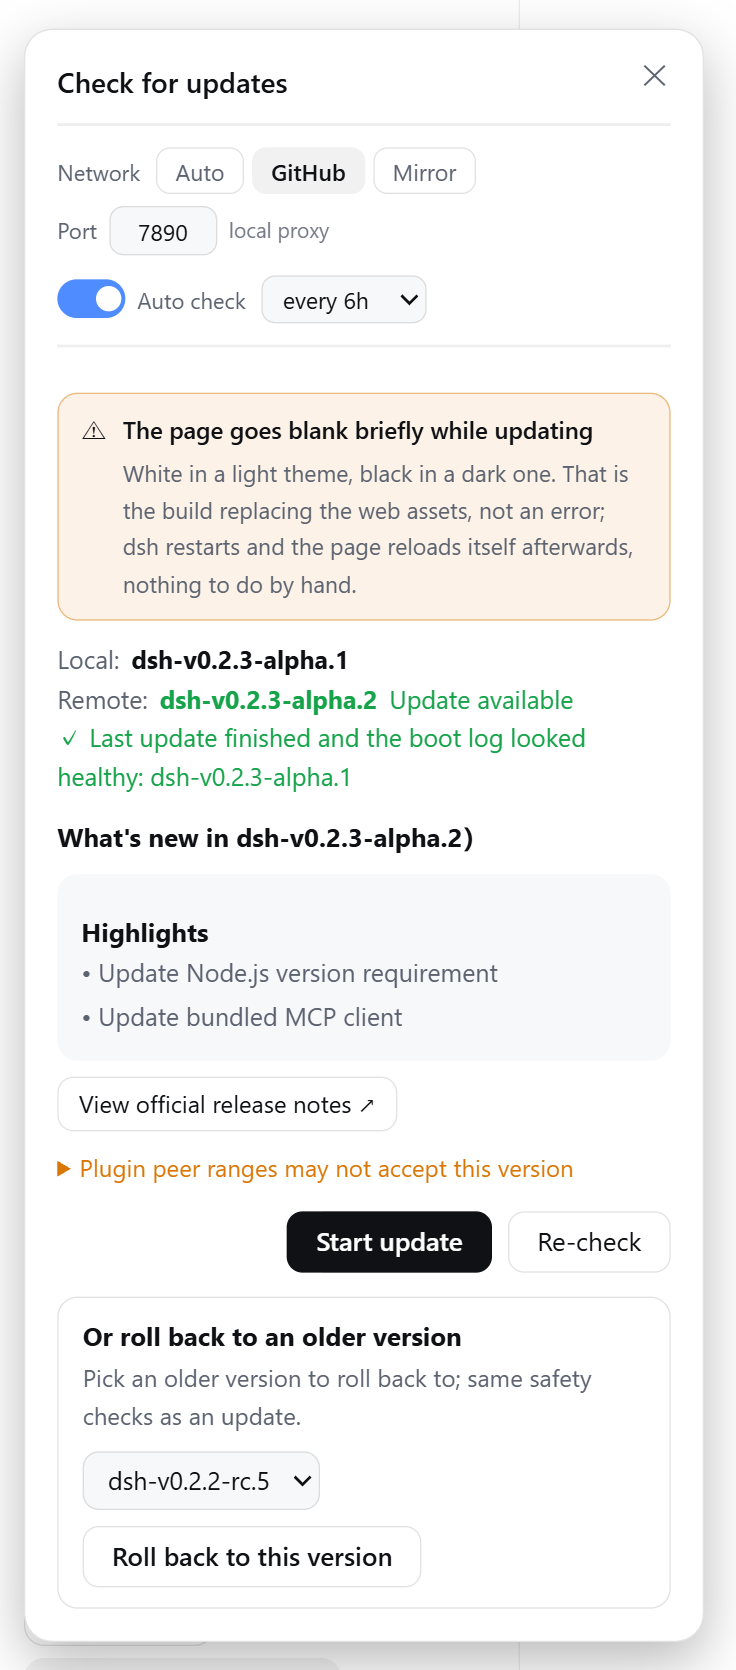 Check for updates
Network Auto GitHub Mirror
Port 7890 local proxy
Auto check every 6h
⚠ The page goes blank briefly while updating
White in a light theme, black in a dark one. That is
the build replacing the web assets, not an error;
dsh restarts and the page reloads itself afterwards,
nothing to do by hand.
Local: dsh-v0.2.3-alpha.1
Remote: dsh-v0.2.3-alpha.2 Update available
✓ Last update finished and the boot log looked
healthy: dsh-v0.2.3-alpha.1
What's new in dsh-v0.2.3-alpha.2)
Highlights
• Update Node.js version requirement
• Update bundled MCP client
View official release notes ↗
▶ Plugin peer ranges may not accept this version
Start update Re-check
Or roll back to an older version
Pick an older version to roll back to; same safety
checks as an update.
dsh-v0.2.2-rc.5
Roll back to this version